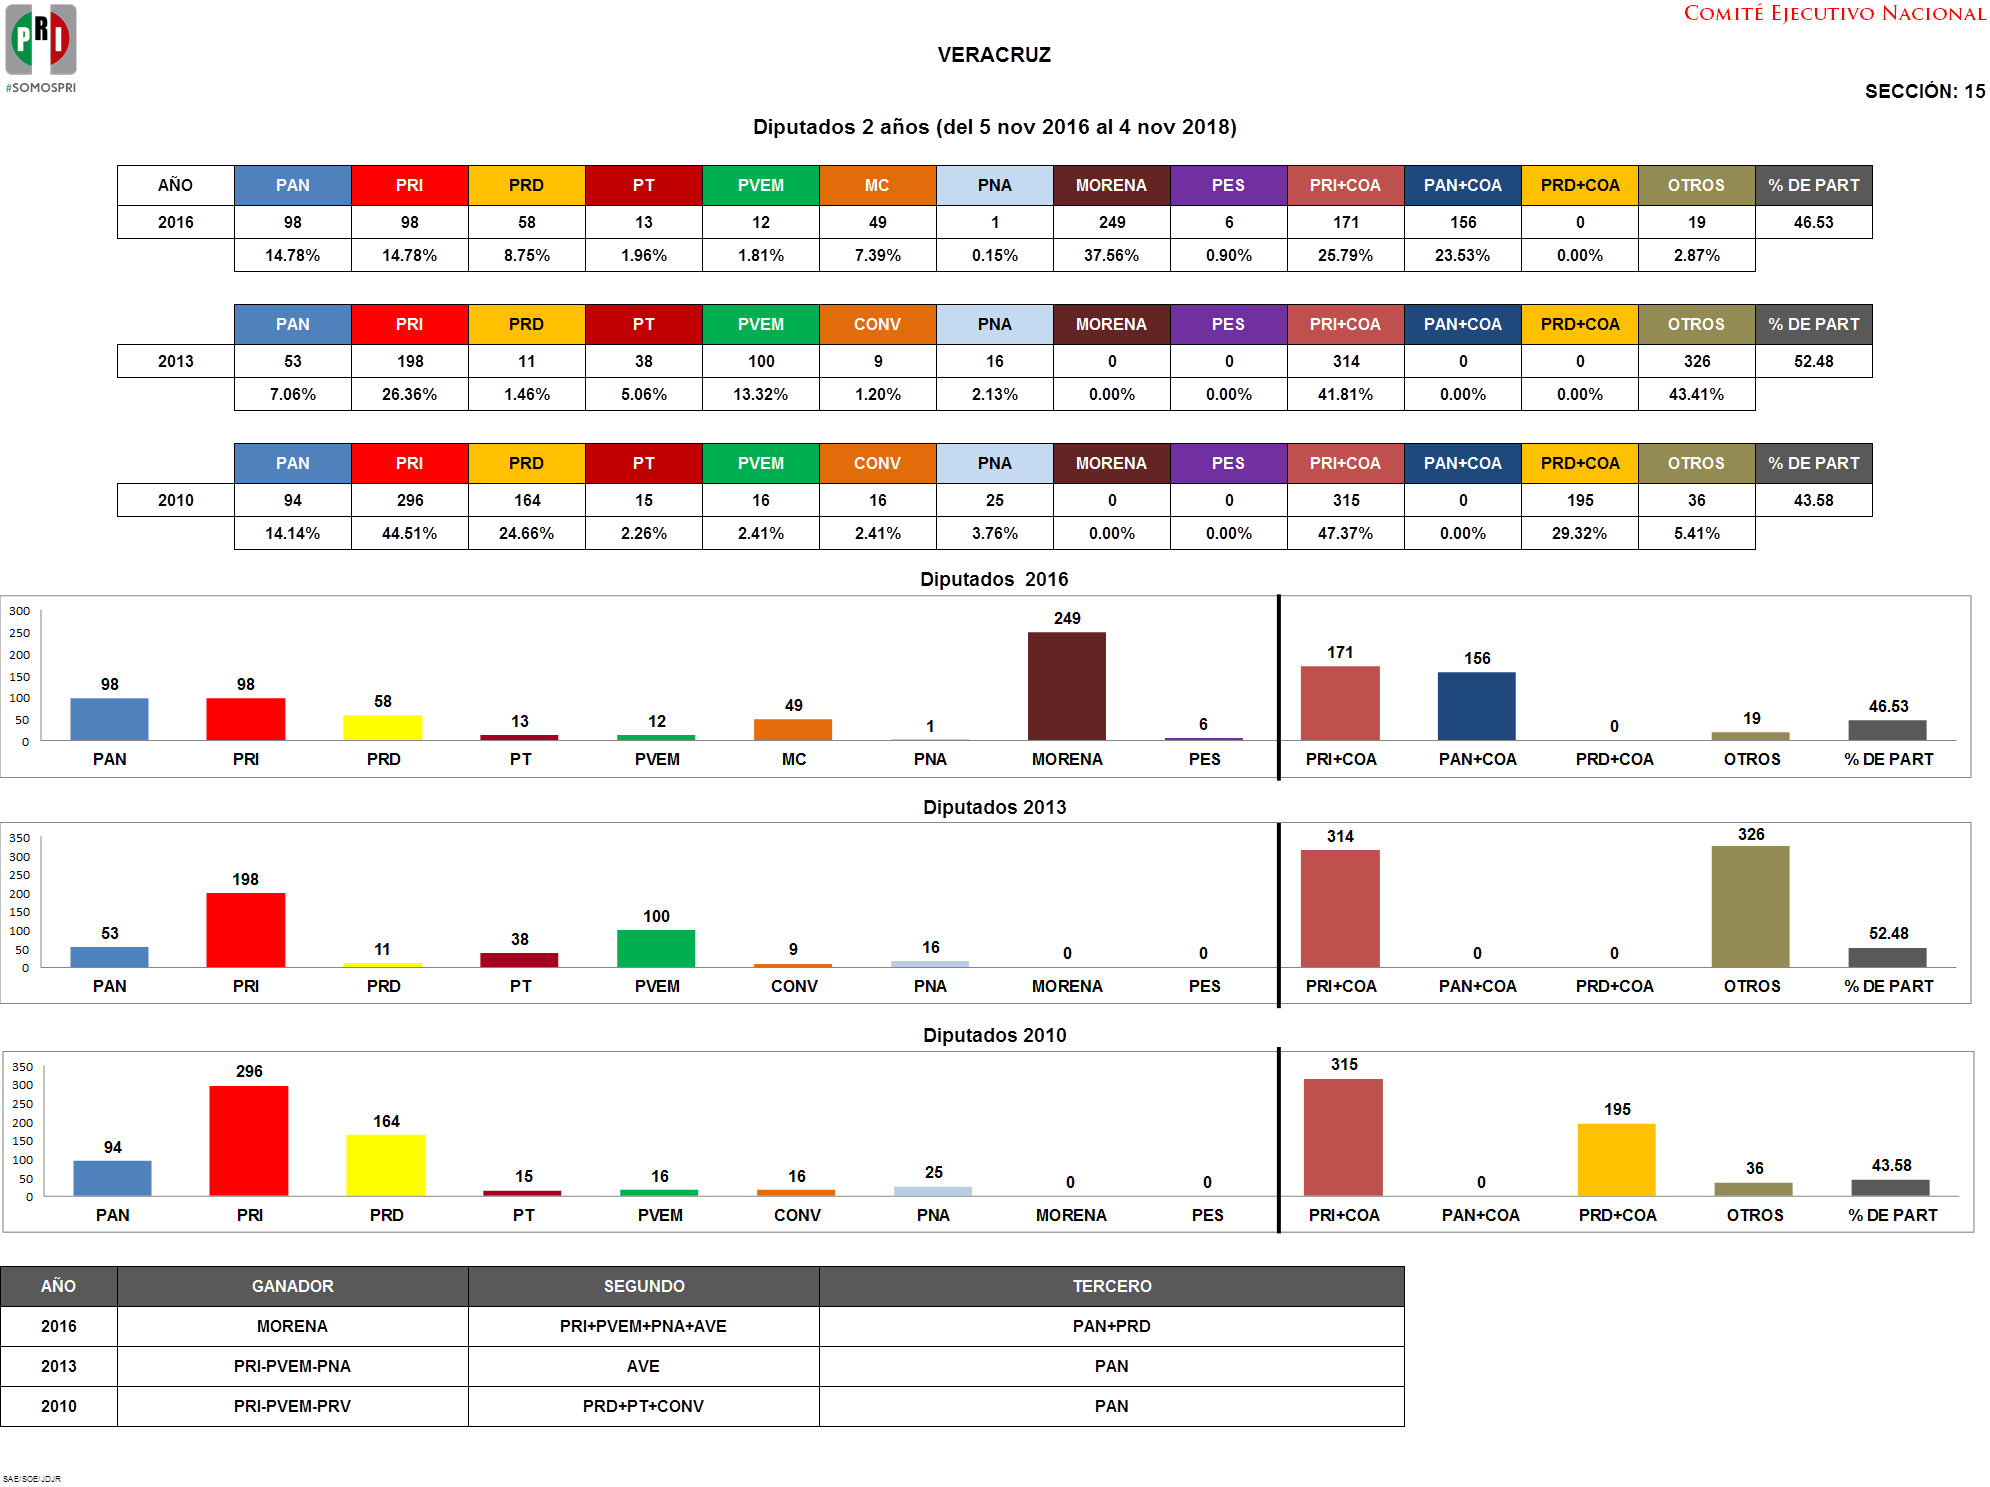 COMITÉ EJECUTIVO NACIONAL
PRI
#SOMOSPRI
VERACRUZ
SECCIÓN: 15
Diputados 2 años (del 5 nov 2016 al 4 nov 2018)
AÑO PAN PRI PRD PT PVEM MC PNA MORENA PES PRI+COA PAN+COA PRD+COA OTROS % DE PART
2016 98 98 58 13 12 49 1 249 6 171 156 0 19 46.53
14.78% 14.78% 8.75% 1.96% 1.81% 7.39% 0.15% 37.56% 0.90% 25.79% 23.53% 0.00% 2.87%
PAN PRI PRD PT PVEM CONV PNA MORENA PES PRI+COA PAN+COA PRD+COA OTROS % DE PART
2013 53 198 11 38 100 9 16 0 0 314 0 0 326 52.48
7.06% 26.36% 1.46% 5.06% 13.32% 1.20% 2.13% 0.00% 0.00% 41.81% 0.00% 0.00% 43.41%
PAN PRI PRD PT PVEM CONV PNA MORENA PES PRI+COA PAN+COA PRD+COA OTROS % DE PART
2010 94 296 164 15 16 16 25 0 0 315 0 195 36 43.58
14.14% 44.51% 24.66% 2.26% 2.41% 2.41% 3.76% 0.00% 0.00% 47.37% 0.00% 29.32% 5.41%
Diputados 2016
300
250
200
150
100
50
0
98 98 58 13 12 49 1 249 6 171 156 0 19 46.53
PAN PRI PRD PT PVEM MC PNA MORENA PES PRI+COA PAN+COA PRD+COA OTROS % DE PART
Diputados 2013
350
300
250
200
150
100
50
0
53 198 11 38 100 9 16 0 0 314 0 0 326 52.48
PAN PRI PRD PT PVEM CONV PNA MORENA PES PRI+COA PAN+COA PRD+COA OTROS % DE PART
Diputados 2010
350
300
250
200
150
100
50
0
94 296 164 15 16 16 25 0 0 315 0 195 36 43.58
PAN PRI PRD PT PVEM CONV PNA MORENA PES PRI+COA PAN+COA PRD+COA OTROS % DE PART
AÑO GANADOR SEGUNDO TERCERO
2016 MORENA PRI+PVEM+PNA+AVE PAN+PRD
2013 PRI-PVEM-PNA AVE PAN
2010 PRI-PVEM-PRV PRD+PT+CONV PAN
SAE/SOE/JDJR